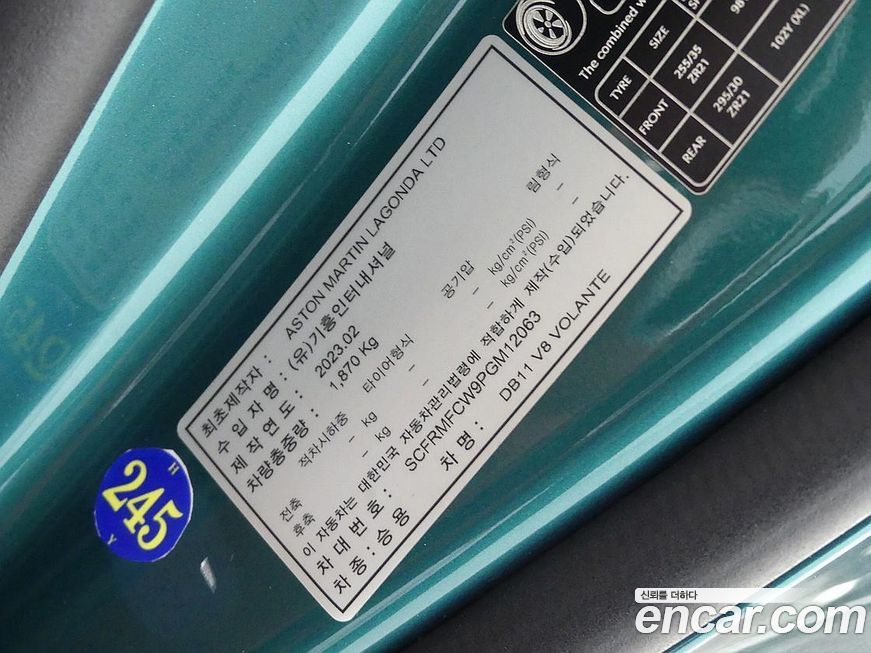 The combined w
TYRE SIZE
FRONT 255/35 ZR21 98
REAR 295/30 ZR21 102Y (XL)
최초제작자 : ASTON MARTIN LAGONDA LTD
수 입 자 명 : (유)기흥인터내셔널
제 작 연 도 : 2023.02
차량총중량 : 1,870 Kg
적차시하중 타이어형식 공기압 림형식
전축 – kg – – kg/cm²(PSI) –
후축 – kg – – kg/cm²(PSI) –
이 자동차는 대한민국 자동차관리법령에 적합하게 제작(수입)되었습니다.
차 대 번 호 : SCFRMFCW9PGM12063
차 종 : 승용 차 명 : DB11 V8 VOLANTE
H
245
Y
신뢰를 더하다
encar.com